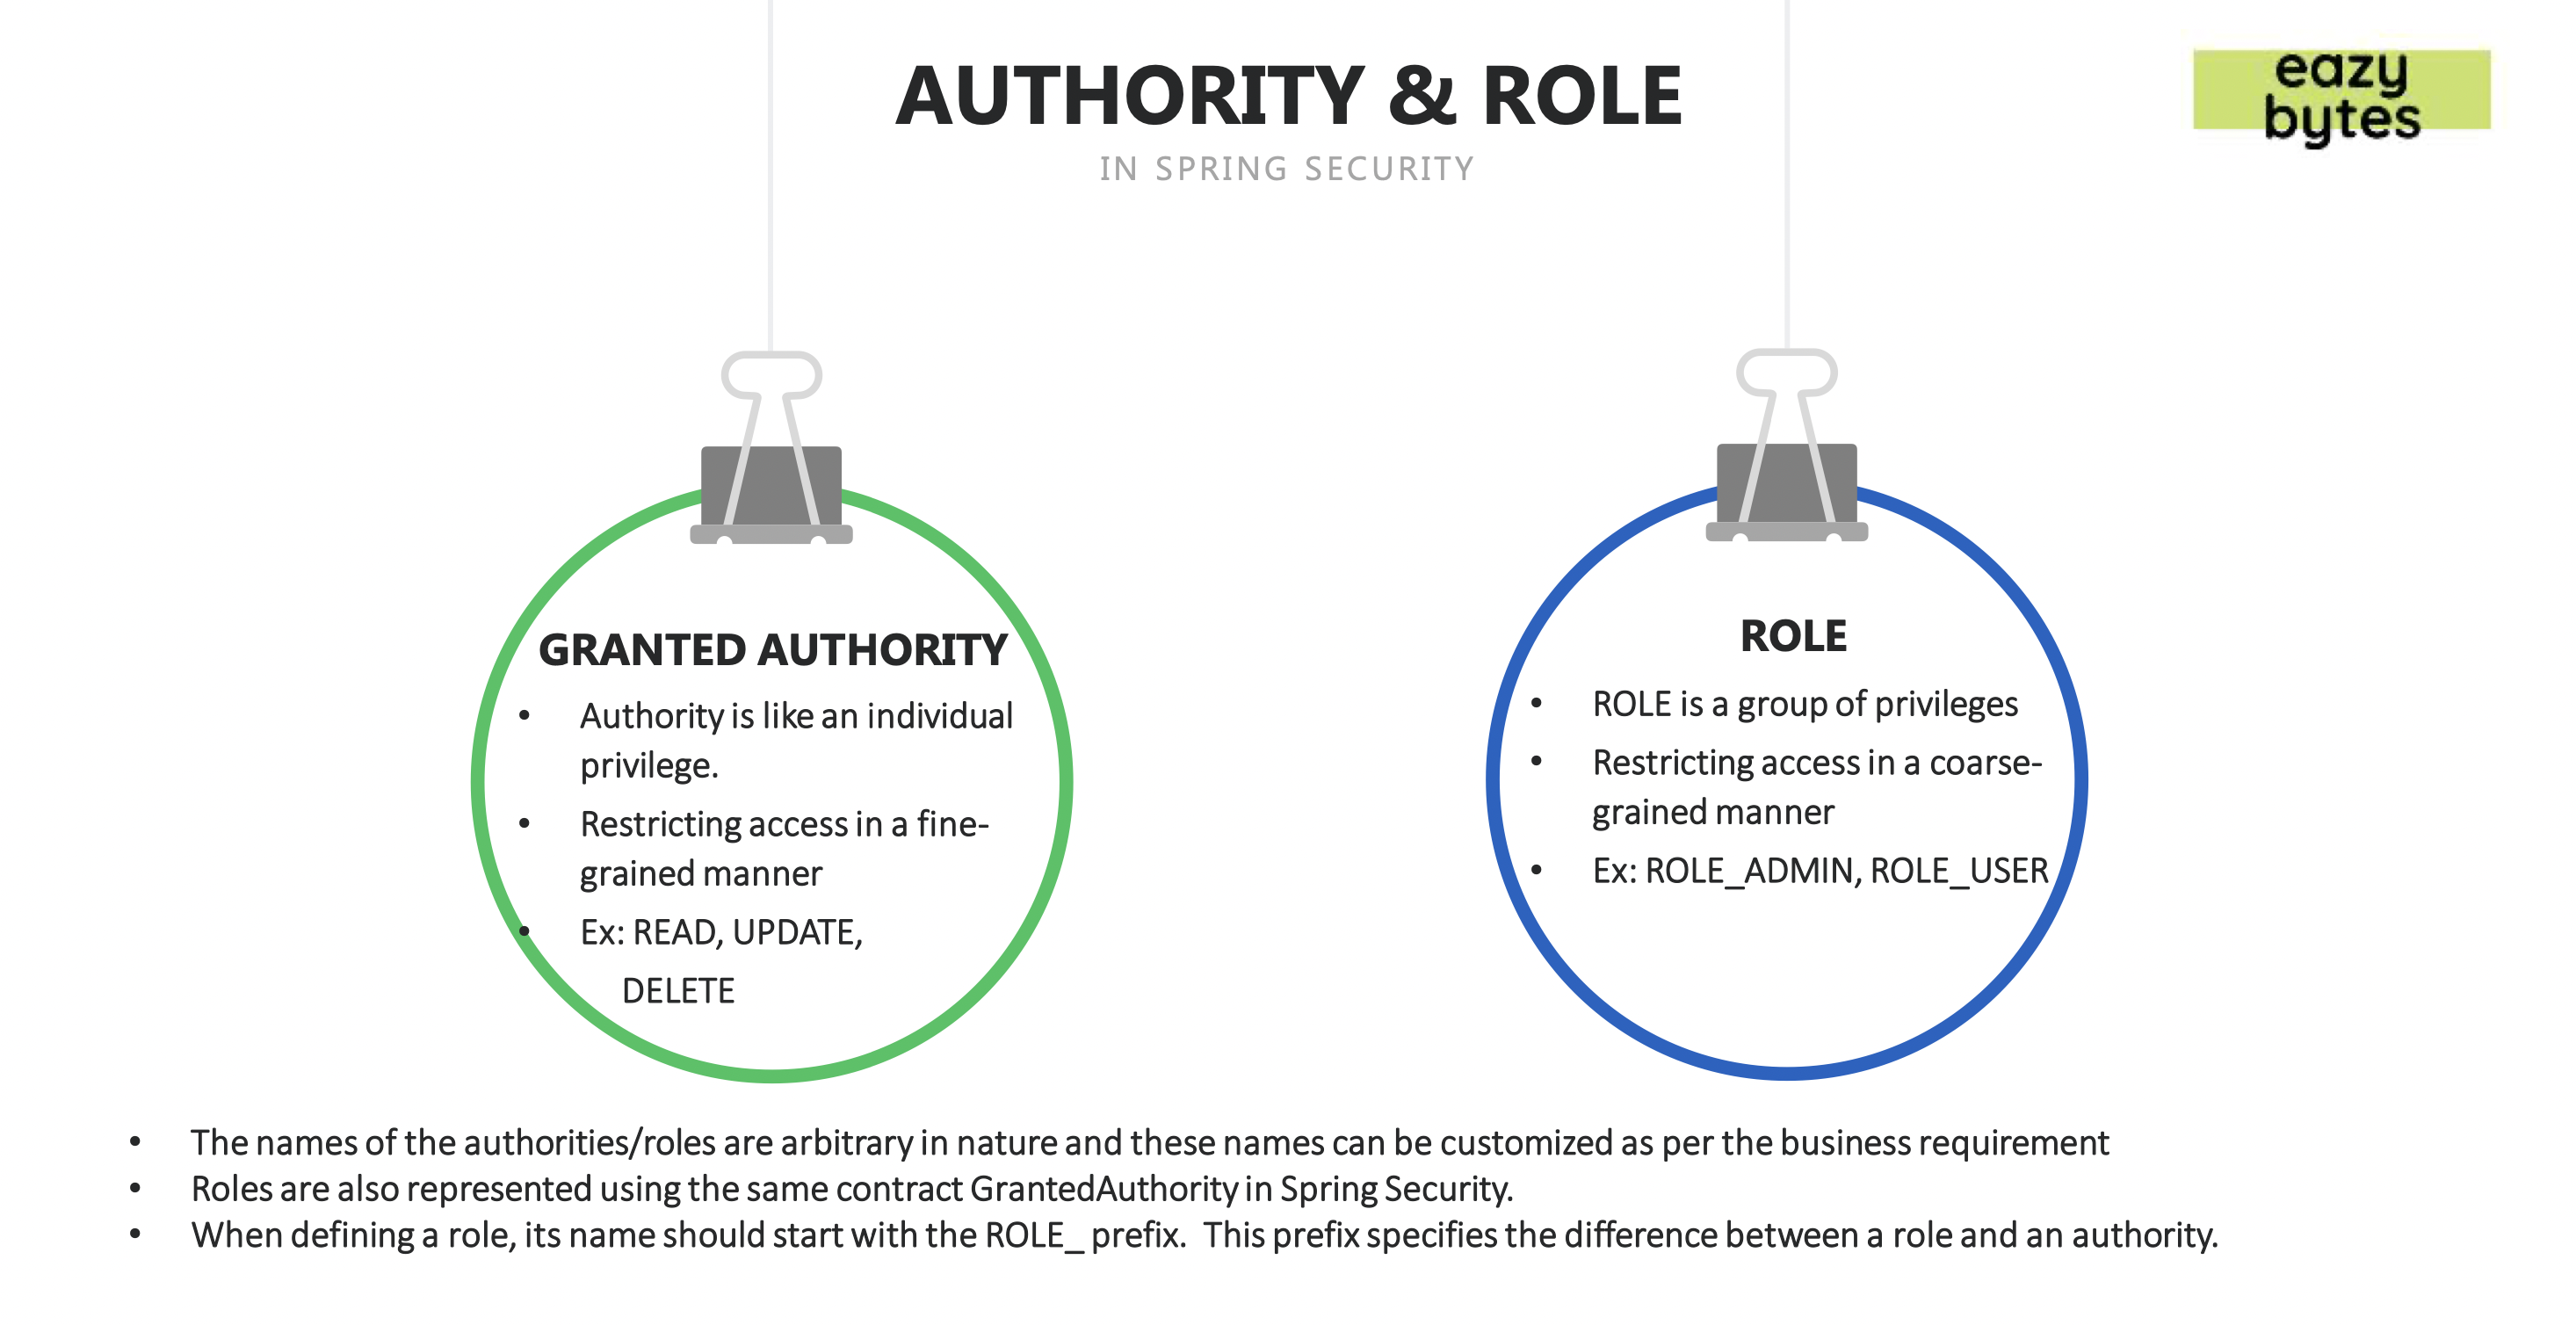 AUTHORITY & ROLE
IN SPRING SECURITY
eazy
bytes
GRANTED AUTHORITY
• Authority is like an individual
privilege.
• Restricting access in a fine-
grained manner
• Ex: READ, UPDATE,
DELETE
ROLE
• ROLE is a group of privileges
• Restricting access in a coarse-
grained manner
• Ex: ROLE_ADMIN, ROLE_USER
• The names of the authorities/roles are arbitrary in nature and these names can be customized as per the business requirement
• Roles are also represented using the same contract GrantedAuthority in Spring Security.
• When defining a role, its name should start with the ROLE_ prefix. This prefix specifies the difference between a role and an authority.